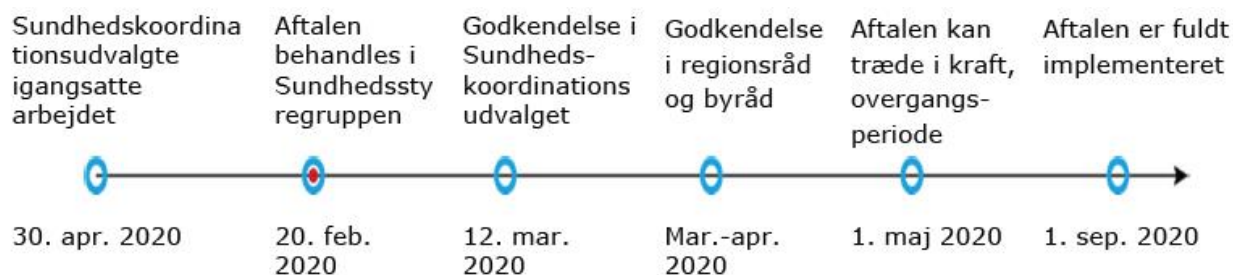 Sundhedskoordina
tionsudvalgte
igangsatte
arbejdet
Aftalen
behandles i
Sundhedssty
regruppen
Godkendelse i
Sundheds-
koordinations
udvalget
Godkendelse
i regionsråd
og byråd
Aftalen kan
træde i kraft,
overgangs-
periode
Aftalen er fuldt
implementeret
30. apr. 2020
20. feb.
2020
12. mar.
2020
Mar.-apr.
2020
1. maj 2020
1. sep. 2020